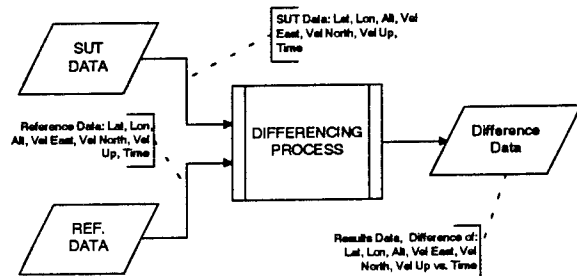 SUT Data: Lat, Lon, Alt, Vel
East, Vel North, Vel Up,
Time
SUT
DATA
Reference Data: Lat, Lon,
Alt, Vel East, Vel North, Vel
Up, Time
DIFFERENCING
PROCESS
Difference
Data
REF.
DATA
Results Data, Difference of:
Lat, Lon, Alt, Vel East, Vel
North, Vel Up vs. Time